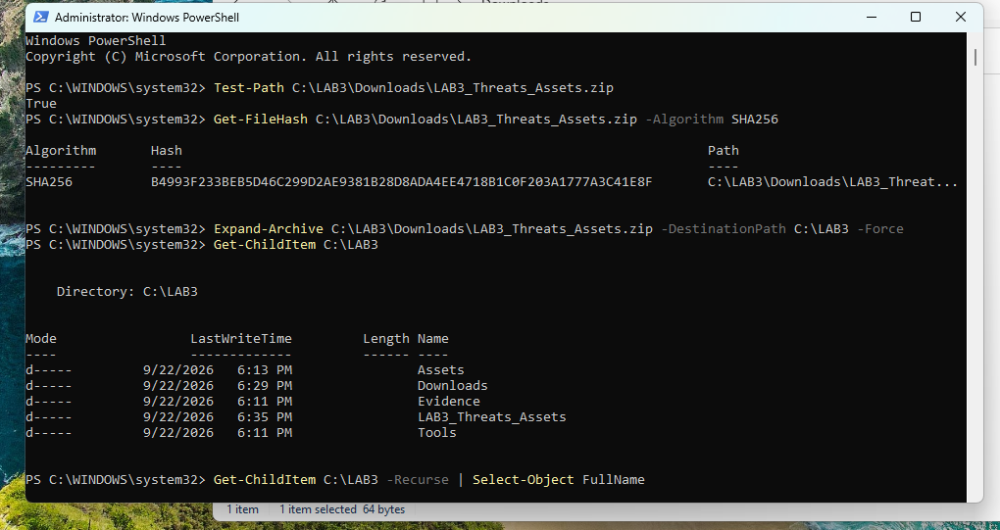 Administrator: Windows PowerShell
Windows PowerShell
Copyright (C) Microsoft Corporation. All rights reserved.
PS C:\WINDOWS\system32> Test-Path C:\LAB3\Downloads\LAB3_Threats_Assets.zip
True
PS C:\WINDOWS\system32> Get-FileHash C:\LAB3\Downloads\LAB3_Threats_Assets.zip -Algorithm SHA256
Algorithm       Hash                                                                   Path
---------       ----                                                                   ----
SHA256          B4993F233BEB5D46C299D2AE9381B28D8ADA4EE4718B1C0F203A1777A3C41E8F       C:\LAB3\Downloads\LAB3_Threat...
PS C:\WINDOWS\system32> Expand-Archive C:\LAB3\Downloads\LAB3_Threats_Assets.zip -DestinationPath C:\LAB3 -Force
PS C:\WINDOWS\system32> Get-ChildItem C:\LAB3
    Directory: C:\LAB3
Mode                 LastWriteTime         Length Name
----                 -------------         ------ ----
d-----         9/22/2026   6:13 PM                Assets
d-----         9/22/2026   6:29 PM                Downloads
d-----         9/22/2026   6:11 PM                Evidence
d-----         9/22/2026   6:35 PM                LAB3_Threats_Assets
d-----         9/22/2026   6:11 PM                Tools
PS C:\WINDOWS\system32> Get-ChildItem C:\LAB3 -Recurse | Select-Object FullName
1 item    1 item selected  64 bytes